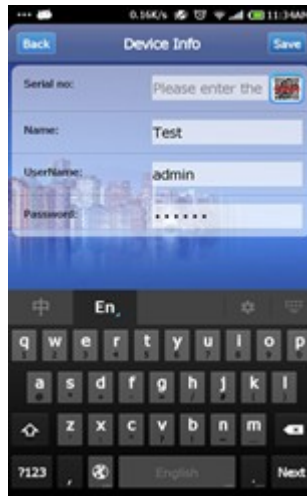 0.16K/s 11:34AM
Back Device Info Save
Serial no: Please enter the
Name: Test
UserName: admin
Password: ••••••
中 En
q w e r t y u i o p
a s d f g h j k l
z x c v b n m
?123 , English . Next